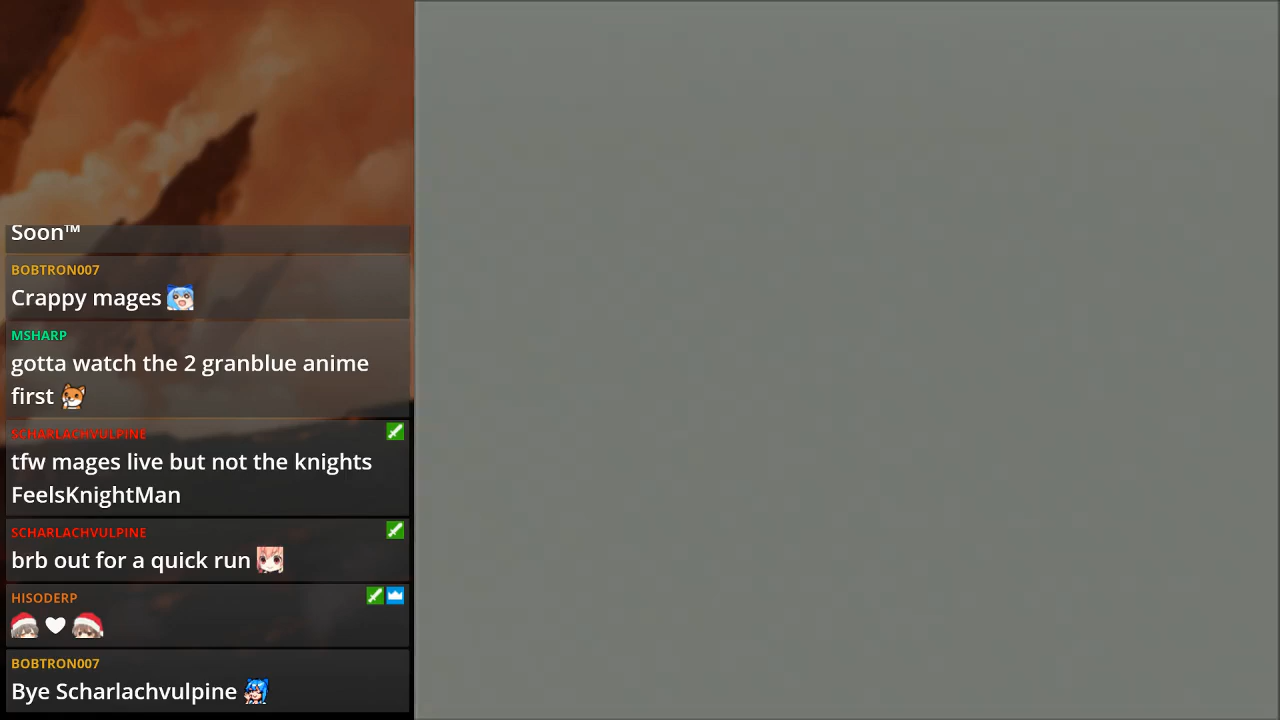 Soon™
BOBTRON007
Crappy mages
MSHARP
gotta watch the 2 granblue anime
first
SCHARLACHVULPINE
tfw mages live but not the knights
FeelsKnightMan
SCHARLACHVULPINE
brb out for a quick run
HISODERP
BOBTRON007
Bye Scharlachvulpine